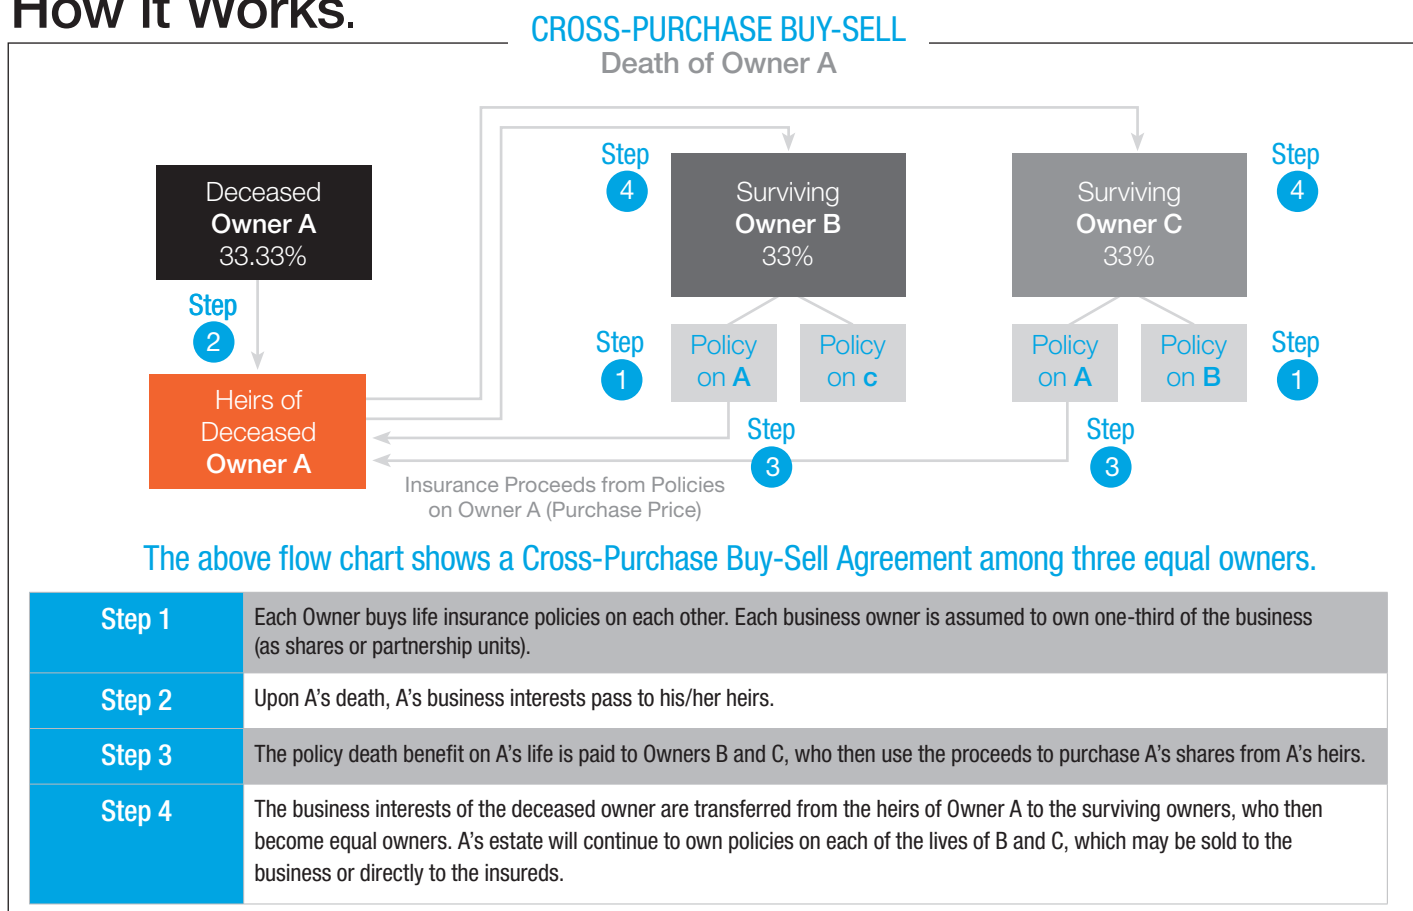 How It Works.
CROSS-PURCHASE BUY-SELL
Death of Owner A
Deceased
Owner A
33.33%
Step
2
Heirs of
Deceased
Owner A
Step
4
Surviving
Owner B
33%
Step
1
Policy
on A
Policy
on c
Step
3
Surviving
Owner C
33%
Step
4
Policy
on A
Policy
on B
Step
1
Step
3
Insurance Proceeds from Policies
on Owner A (Purchase Price)
The above flow chart shows a Cross-Purchase Buy-Sell Agreement among three equal owners.
Step 1
Each Owner buys life insurance policies on each other. Each business owner is assumed to own one-third of the business
(as shares or partnership units).
Step 2
Upon A’s death, A’s business interests pass to his/her heirs.
Step 3
The policy death benefit on A’s life is paid to Owners B and C, who then use the proceeds to purchase A’s shares from A’s heirs.
Step 4
The business interests of the deceased owner are transferred from the heirs of Owner A to the surviving owners, who then
become equal owners. A’s estate will continue to own policies on each of the lives of B and C, which may be sold to the
business or directly to the insureds.